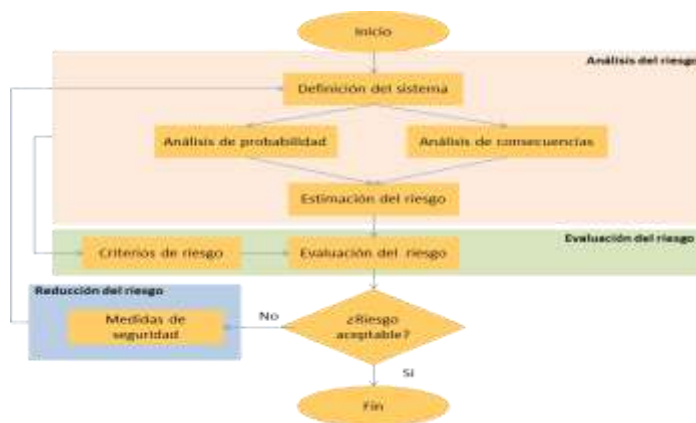 Inicio
Análisis del riesgo
Definición del sistema
Análisis de probabilidad
Análisis de consecuencias
Estimación del riesgo
Evaluación del riesgo
Criterios de riesgo
Evaluación del riesgo
Reducción del riesgo
Medidas de
seguridad
No
¿Riesgo
aceptable?
Si
Fin